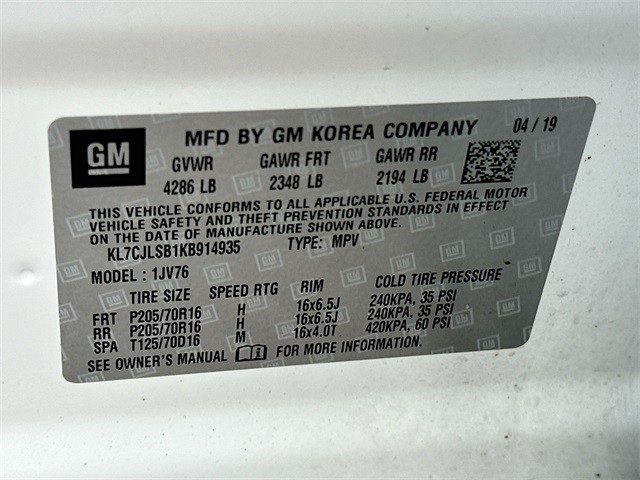 GM MFD BY GM KOREA COMPANY 04 / 19
GVWR GAWR FRT GAWR RR
4286 LB 2348 LB 2194 LB
THIS VEHICLE CONFORMS TO ALL APPLICABLE U.S. FEDERAL MOTOR
VEHICLE SAFETY AND THEFT PREVENTION STANDARDS IN EFFECT
ON THE DATE OF MANUFACTURE SHOWN ABOVE.
KL7CJLSB1KB914935 TYPE: MPV
MODEL : 1JV76
TIRE SIZE SPEED RTG RIM COLD TIRE PRESSURE
FRT P205/70R16 H 16x6.5J 240KPA, 35 PSI
RR P205/70R16 H 16x6.5J 240KPA, 35 PSI
SPA T125/70D16 M 16x4.0T 420KPA, 60 PSI
SEE OWNER'S MANUAL FOR MORE INFORMATION.